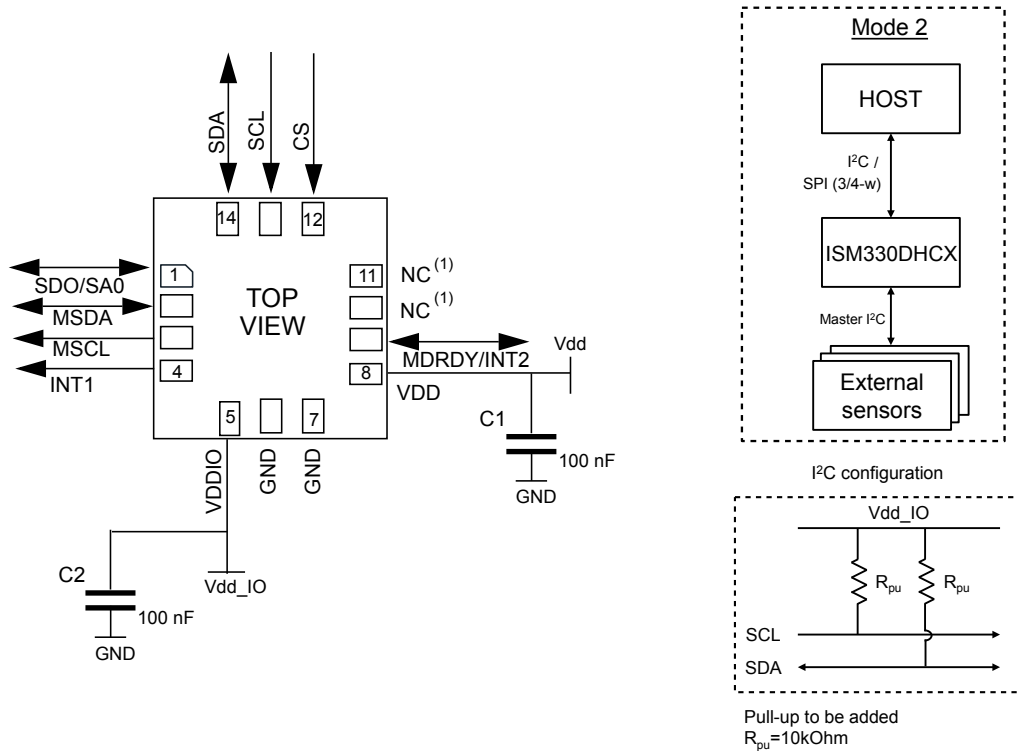 SDA
SCL
CS
14
12
1
11
NC (1)
NC (1)
SDO/SA0
MSDA
MSCL
4
INT1
TOP
VIEW
MDRDY/INT2
Vdd
8
VDD
5
7
VDDIO
GND
GND
C1
100 nF
GND
C2
Vdd_IO
100 nF
GND
Mode 2
HOST
I²C /
SPI (3/4-w)
ISM330DHCX
Master I²C
External
sensors
I²C configuration
Vdd_IO
Rpu
Rpu
SCL
SDA
Pull-up to be added
Rpu=10kOhm